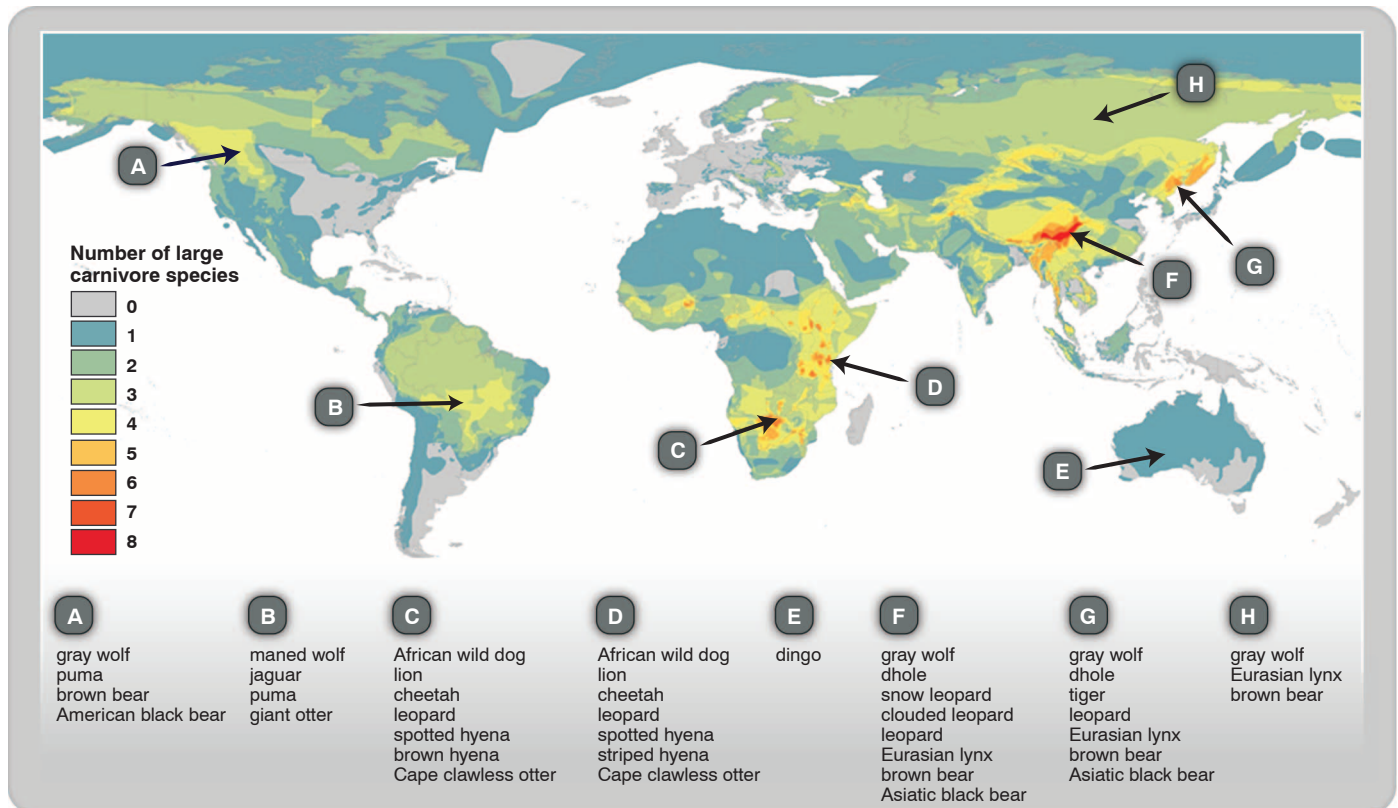 H
A
G
F
Number of large
carnivore species
0
1
2
3
4
5
6
7
8
D
B
C
E
A
gray wolf
puma
brown bear
American black bear
B
maned wolf
jaguar
puma
giant otter
C
African wild dog
lion
cheetah
leopard
spotted hyena
brown hyena
Cape clawless otter
D
African wild dog
lion
cheetah
leopard
spotted hyena
striped hyena
Cape clawless otter
E
dingo
F
gray wolf
dhole
snow leopard
clouded leopard
leopard
Eurasian lynx
brown bear
Asiatic black bear
G
gray wolf
dhole
tiger
leopard
Eurasian lynx
brown bear
Asiatic black bear
H
gray wolf
Eurasian lynx
brown bear